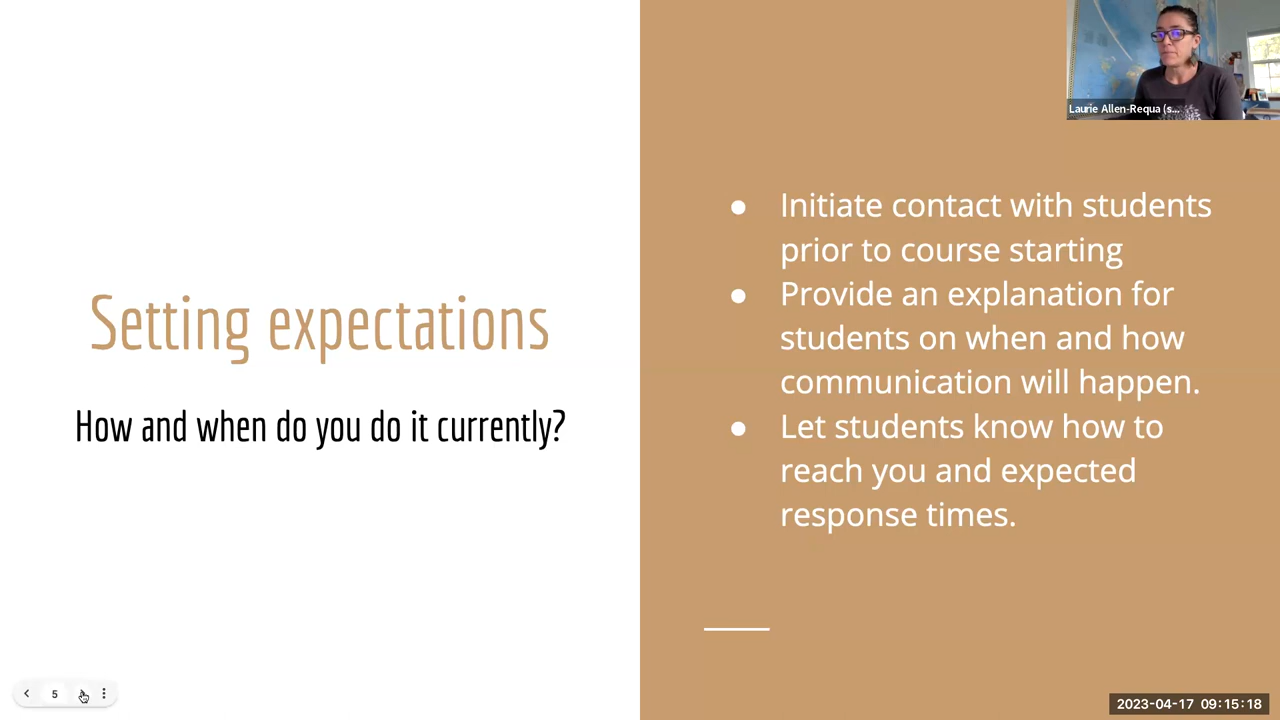 Setting expectations
How and when do you do it currently?
● Initiate contact with students
prior to course starting
● Provide an explanation for
students on when and how
communication will happen.
● Let students know how to
reach you and expected
response times.
Laurie Allen-Requa (s...
5
2023-04-17 09:15:18